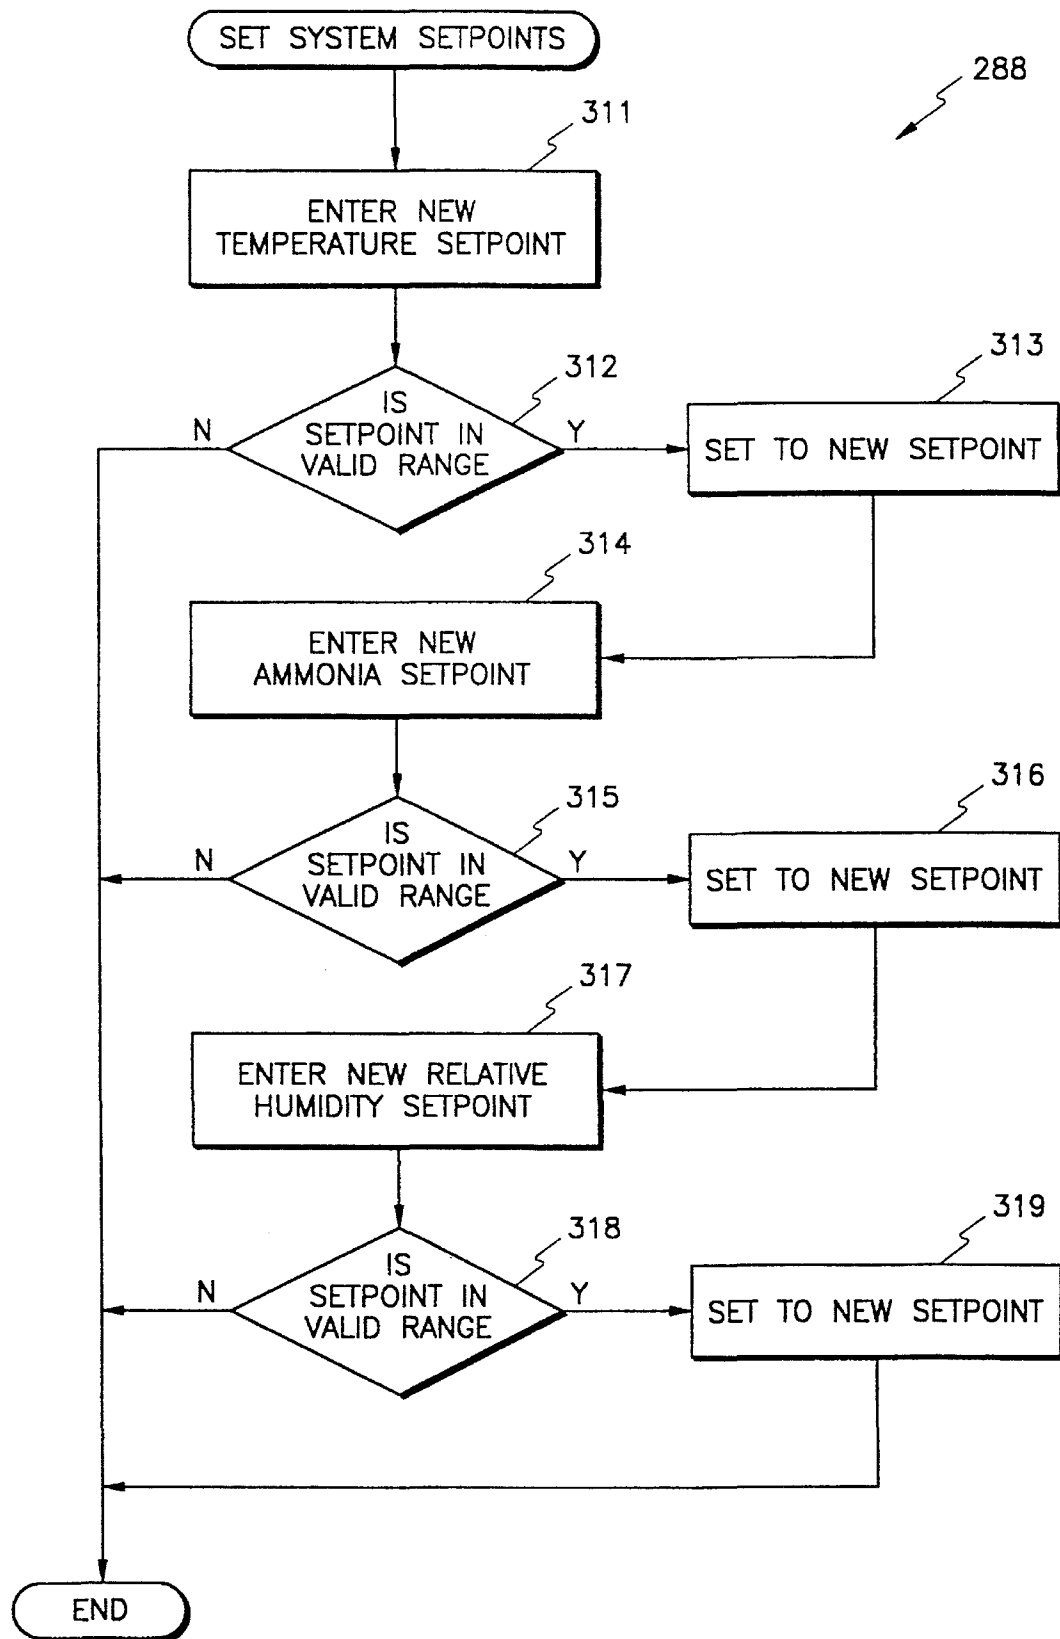 SET SYSTEM SETPOINTS
288
311
ENTER NEW
TEMPERATURE SETPOINT
312
313
IS
SETPOINT IN
VALID RANGE
N
Y
SET TO NEW SETPOINT
314
ENTER NEW
AMMONIA SETPOINT
315
316
IS
SETPOINT IN
VALID RANGE
N
Y
SET TO NEW SETPOINT
317
ENTER NEW RELATIVE
HUMIDITY SETPOINT
318
319
IS
SETPOINT IN
VALID RANGE
N
Y
SET TO NEW SETPOINT
END